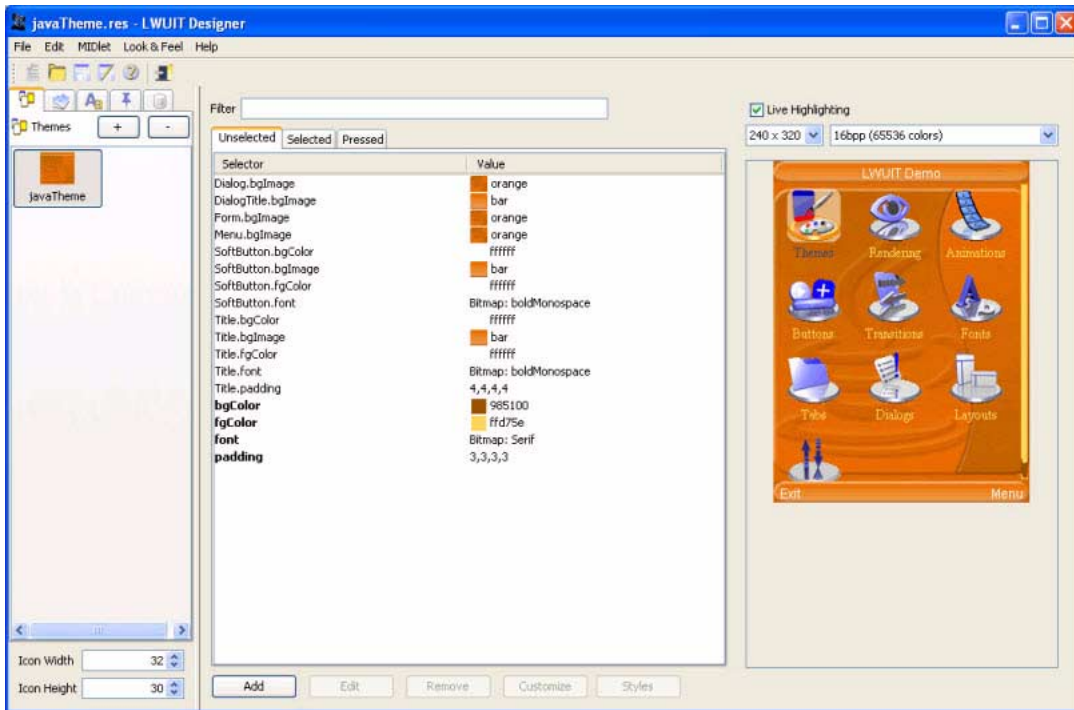 javaTheme.res - LWUIT Designer
File Edit MIDlet Look & Feel Help
Themes + -
javaTheme
Icon Width 32
Icon Height 30
Filter
Unselected Selected Pressed
Selector Value
Dialog.bgImage orange
DialogTitle.bgImage bar
Form.bgImage orange
Menu.bgImage orange
SoftButton.bgColor ffffff
SoftButton.bgImage bar
SoftButton.fgColor ffffff
SoftButton.font Bitmap: boldMonospace
Title.bgColor ffffff
Title.bgImage bar
Title.fgColor ffffff
Title.font Bitmap: boldMonospace
Title.padding 4,4,4,4
bgColor 985100
fgColor ffd75e
font Bitmap: Serif
padding 3,3,3,3
Add Edit Remove Customize Styles
Live Highlighting
240 x 320 16bpp (65536 colors)
LWUIT Demo
Themes Rendering Animations
Buttons Transitions Fonts
Tabs Dialogs Layouts
Exit Menu